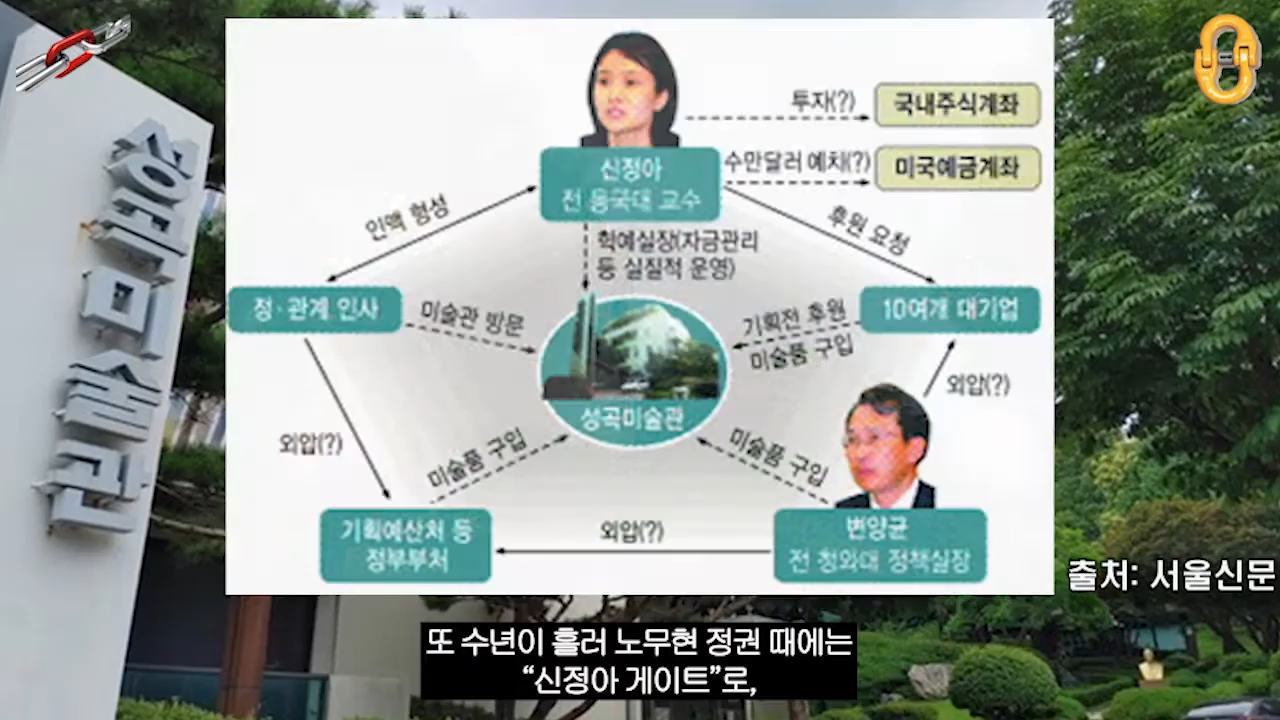 성곡미술관
투자(?)
국내주식계좌
신정아
전 동국대 교수
수만달러 예치(?)
미국예금계좌
인맥 형성
후원 요청
학예실장(자금관리
등 실질적 운영)
정·관계 인사
미술관 방문
기획전 후원
미술품 구입
10여개 대기업
성곡미술관
외압(?)
외압(?)
미술품 구입
미술품 구입
기획예산처 등
정부부처
외압(?)
변양균
전 청와대 정책실장
출처: 서울신문
또 수년이 흘러 노무현 정권 때에는
“신정아 게이트”로,